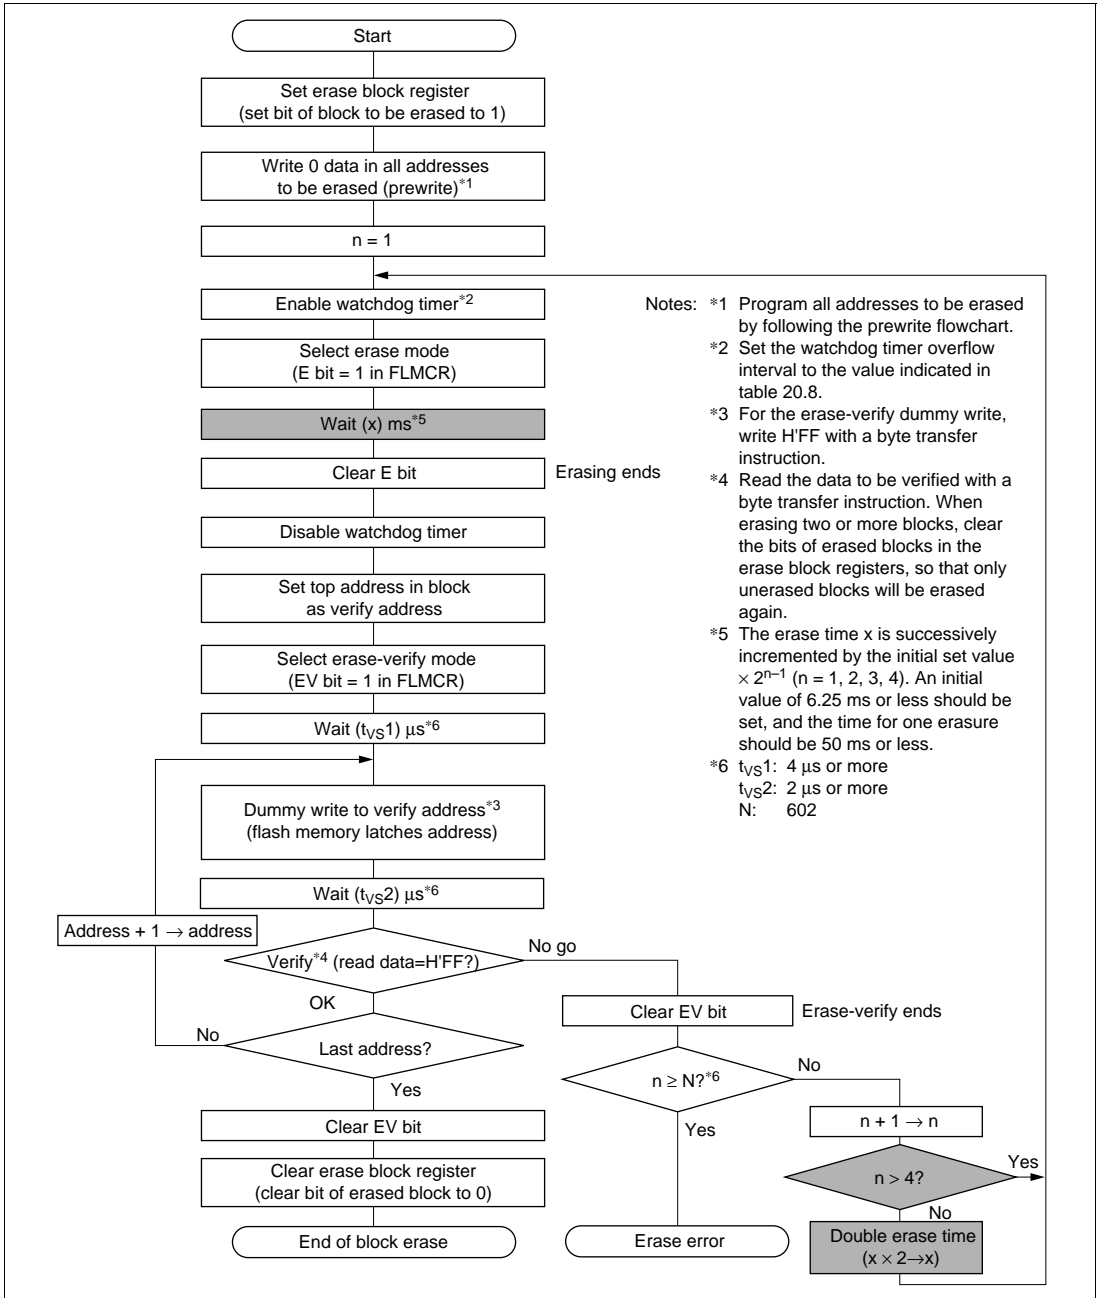 Start
Set erase block register
(set bit of block to be erased to 1)
Write 0 data in all addresses
to be erased (prewrite)*1
n = 1
Enable watchdog timer*2
Select erase mode
(E bit = 1 in FLMCR)
Wait (x) ms*5
Clear E bit
Erasing ends
Disable watchdog timer
Set top address in block
as verify address
Select erase-verify mode
(EV bit = 1 in FLMCR)
Wait (tVS1) μs*6
Dummy write to verify address*3
(flash memory latches address)
Wait (tVS2) μs*6
Address + 1 → address
Verify*4 (read data=H'FF?)
No go
OK
Last address?
No
Yes
Clear EV bit
Clear erase block register
(clear bit of erased block to 0)
End of block erase
Clear EV bit
Erase-verify ends
n ≥ N?*6
No
Yes
Erase error
n + 1 → n
n > 4?
Yes
No
Double erase time
(x × 2→x)
Notes: *1 Program all addresses to be erased
by following the prewrite flowchart.
*2 Set the watchdog timer overflow
interval to the value indicated in
table 20.8.
*3 For the erase-verify dummy write,
write H'FF with a byte transfer
instruction.
*4 Read the data to be verified with a
byte transfer instruction. When
erasing two or more blocks, clear
the bits of erased blocks in the
erase block registers, so that only
unerased blocks will be erased
again.
*5 The erase time x is successively
incremented by the initial set value
× 2n–1 (n = 1, 2, 3, 4). An initial
value of 6.25 ms or less should be
set, and the time for one erasure
should be 50 ms or less.
*6 tVS1: 4 μs or more
tVS2: 2 μs or more
N: 602